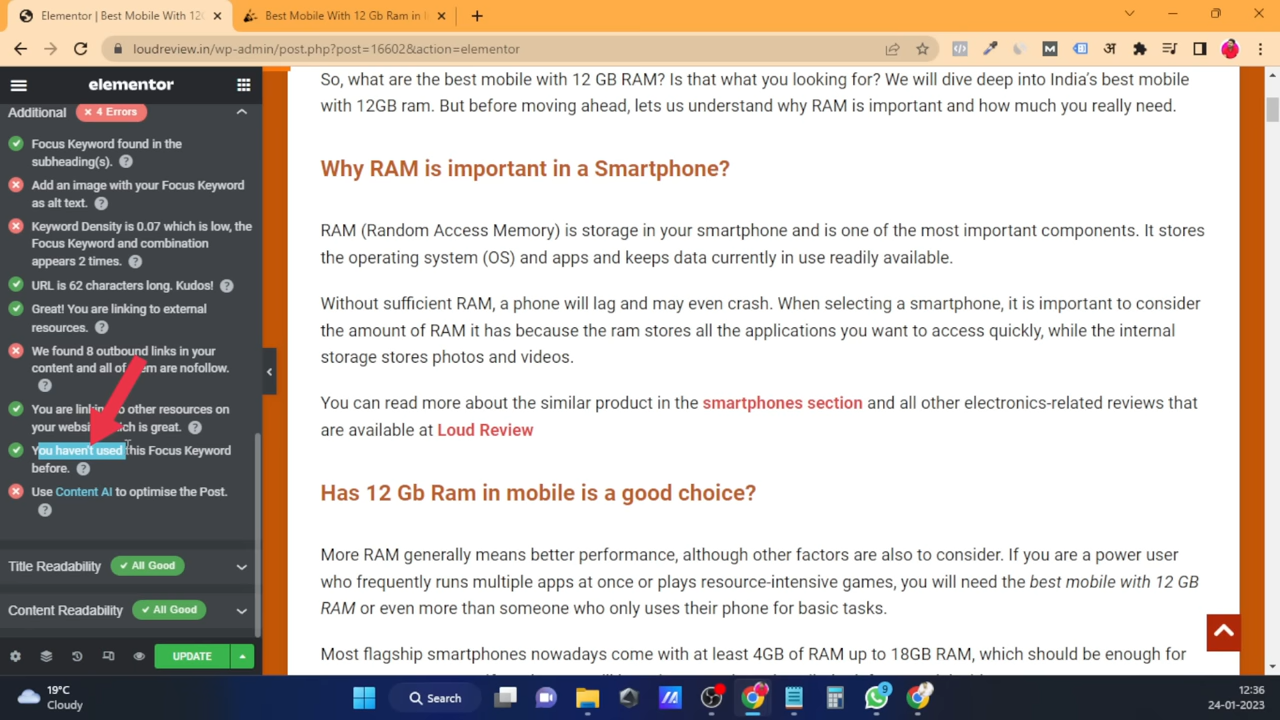 Elementor | Best Mobile With 12G
Best Mobile With 12 Gb Ram in I
loudreview.in/wp-admin/post.php?post=16602&action=elementor
elementor
Additional 4 Errors
Focus Keyword found in the
subheading(s).
Add an image with your Focus Keyword
as alt text.
Keyword Density is 0.07 which is low, the
Focus Keyword and combination
appears 2 times.
URL is 62 characters long. Kudos!
Great! You are linking to external
resources.
We found 8 outbound links in your
content and all of them are nofollow.
You are linking to other resources on
your website, which is great.
You haven't used this Focus Keyword
before.
Use Content AI to optimise the Post.
Title Readability All Good
Content Readability All Good
UPDATE
So, what are the best mobile with 12 GB RAM? Is that what you looking for? We will dive deep into India's best mobile
with 12GB ram. But before moving ahead, lets us understand why RAM is important and how much you really need.
Why RAM is important in a Smartphone?
RAM (Random Access Memory) is storage in your smartphone and is one of the most important components. It stores
the operating system (OS) and apps and keeps data currently in use readily available.
Without sufficient RAM, a phone will lag and may even crash. When selecting a smartphone, it is important to consider
the amount of RAM it has because the ram stores all the applications you want to access quickly, while the internal
storage stores photos and videos.
You can read more about the similar product in the smartphones section and all other electronics-related reviews that
are available at Loud Review
Has 12 Gb Ram in mobile is a good choice?
More RAM generally means better performance, although other factors are also to consider. If you are a power user
who frequently runs multiple apps at once or plays resource-intensive games, you will need the best mobile with 12 GB
RAM or even more than someone who only uses their phone for basic tasks.
Most flagship smartphones nowadays come with at least 4GB of RAM up to 18GB RAM, which should be enough for
19°C
Cloudy
Search
9
12:36
24-01-2023